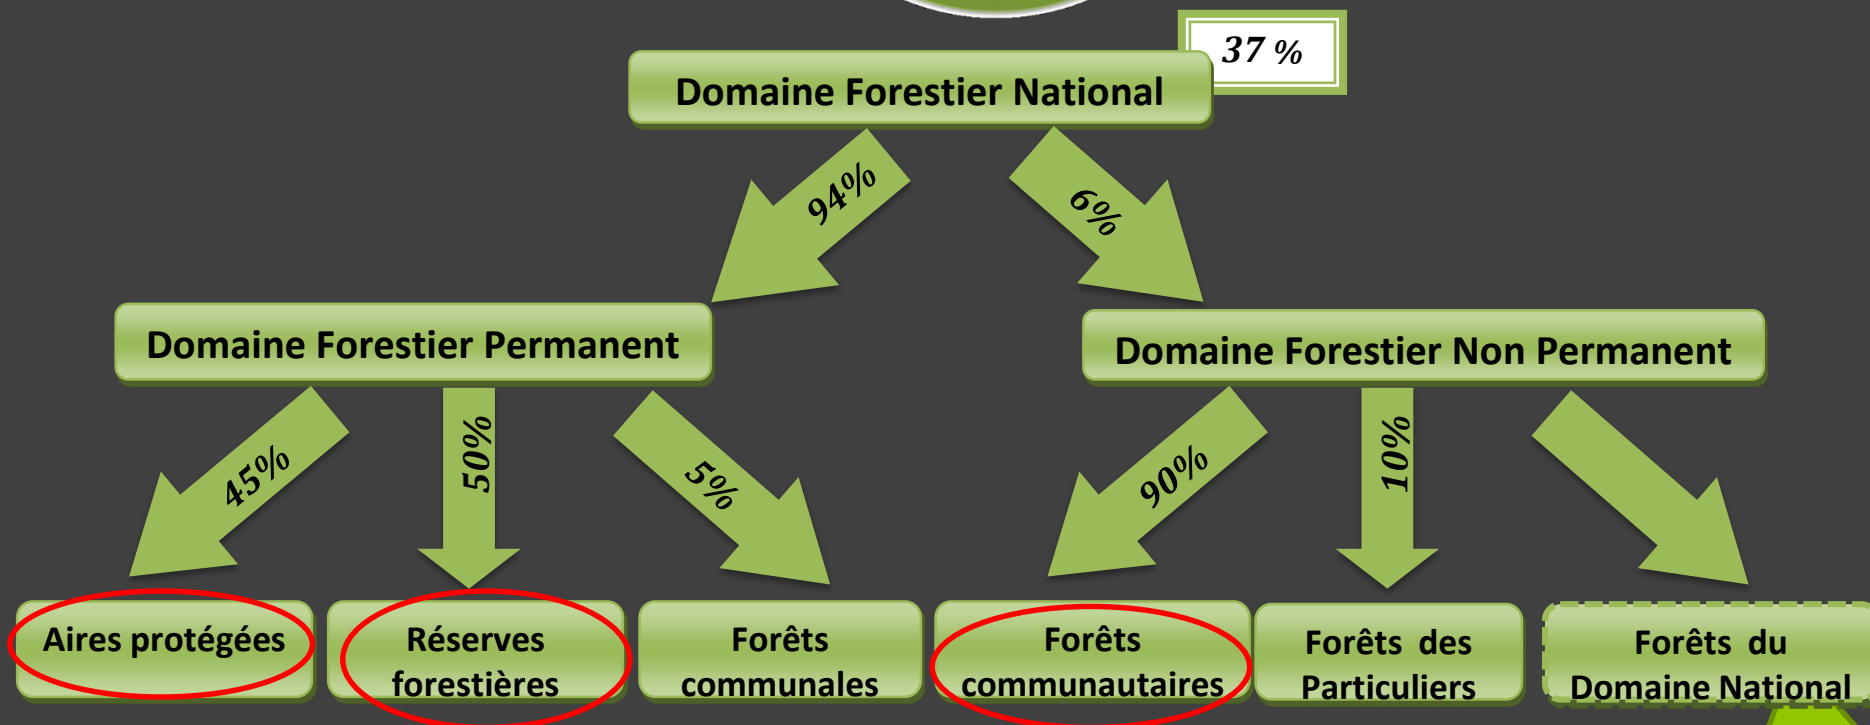 37 %
Domaine Forestier National
94%
6%
Domaine Forestier Permanent
Domaine Forestier Non Permanent
45%
50%
5%
90%
10%
Aires protégées
Réserves
forestières
Forêts
communales
Forêts
communautaires
Forêts des
Particuliers
Forêts du
Domaine National